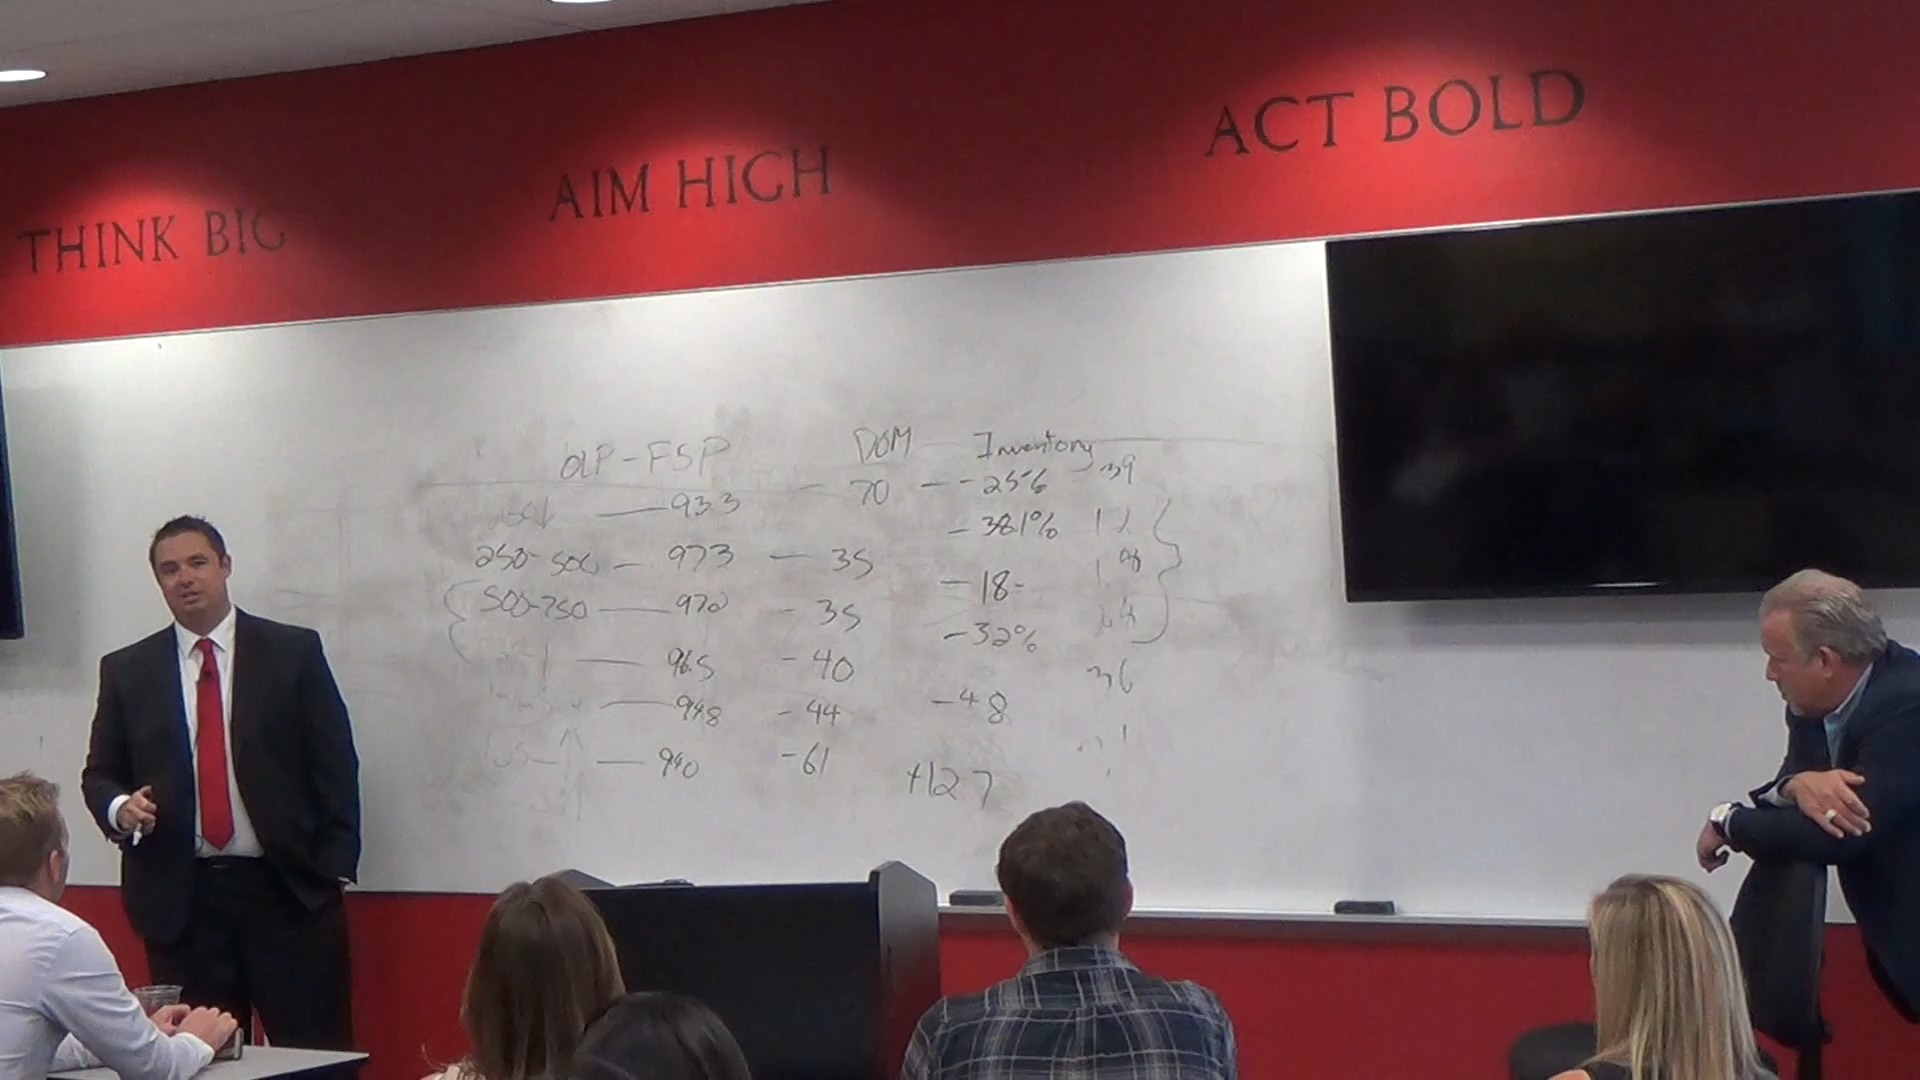 THINK BIG
AIM HIGH
ACT BOLD
OLP-FSP DOM Inventory
— 933 — 70 — -25% 39
250-500 — 973 — 35 -38.1%
500-750 — 970 - 35 -18-
— 965 - 40 -32%
— 948 - 44 -48 36
— 940 - 61 +127